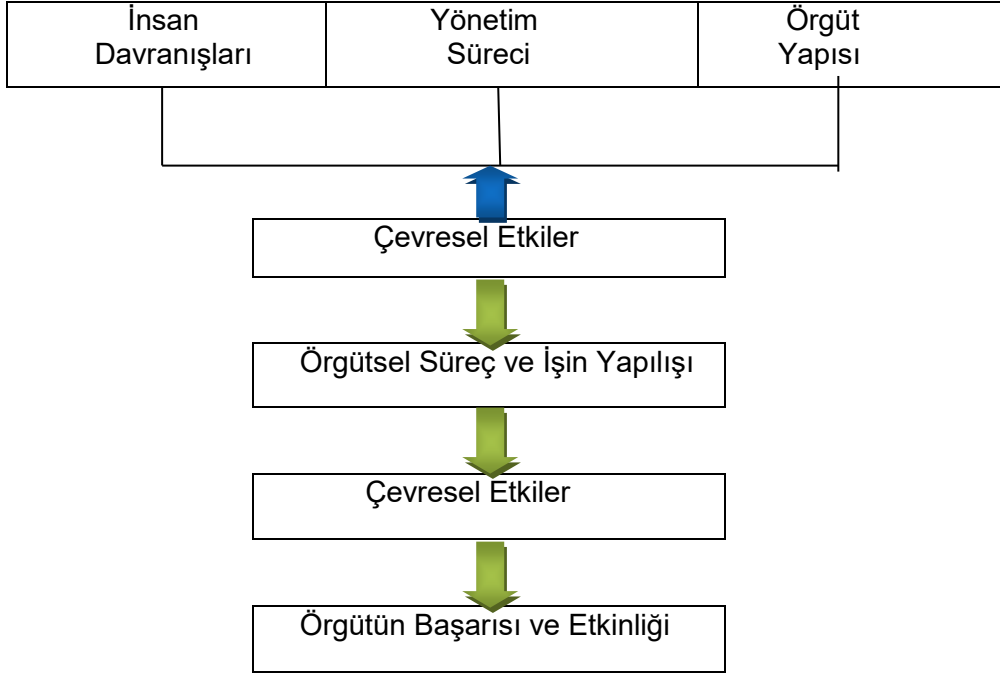 İnsan
Davranışları
Yönetim
Süreci
Örgüt
Yapısı
Çevresel Etkiler
Örgütsel Süreç ve İşin Yapılışı
Çevresel Etkiler
Örgütün Başarısı ve Etkinliği